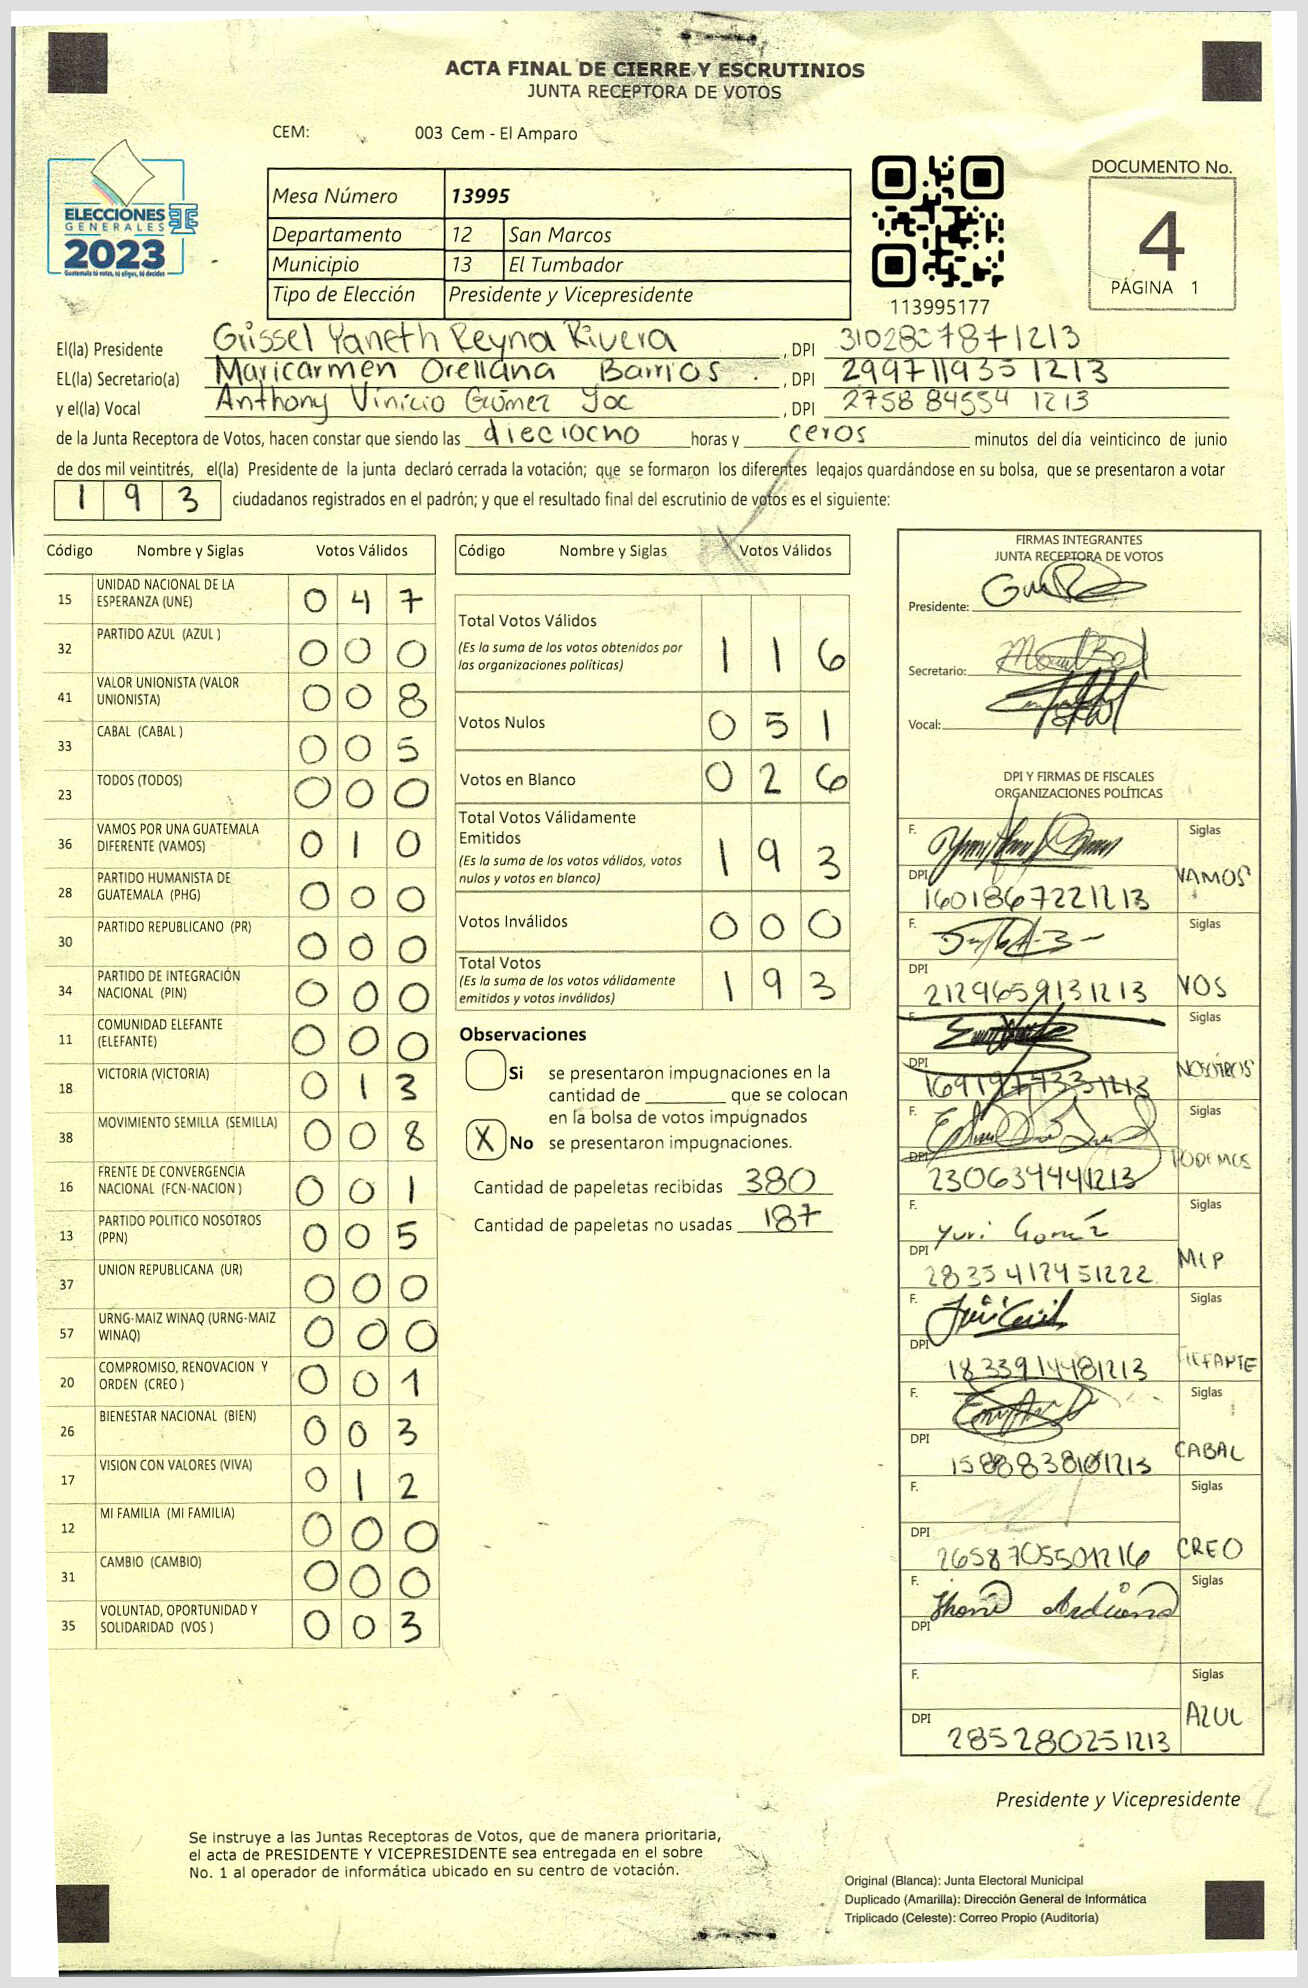 ACTA FINAL DE CIERRE Y ESCRUTINIOS
JUNTA RECEPTORA DE VOTOS
CEM: 003 Cem - El Amparo
ELECCIONES
GENERALES
2023
Guatemala tú votas, tú eliges, tú decides
Mesa Número 13995
Departamento 12 San Marcos
Municipio 13 El Tumbador
Tipo de Elección Presidente y Vicepresidente
113995177
DOCUMENTO No.
4
PÁGINA 1
El(la) Presidente Grissel Yaneth Reyna Rivera, DPI 3102807871213
EL(la) Secretario(a) Maricarmen Orellana Barrios. , DPI 2997119351213
y el(la) Vocal Anthony Vinicio Gómez Joc, DPI 2758 84554 1213
de la Junta Receptora de Votos, hacen constar que siendo las dieciocho horas y ceros minutos del día veinticinco de junio
de dos mil veintitrés, el(la) Presidente de la junta declaró cerrada la votación; que se formaron los diferentes legajos guardándose en su bolsa, que se presentaron a votar
193 ciudadanos registrados en el padrón; y que el resultado final del escrutinio de votos es el siguiente:
Código Nombre y Siglas Votos Válidos
15 UNIDAD NACIONAL DE LA ESPERANZA (UNE) 0 4 7
32 PARTIDO AZUL (AZUL ) 0 0 0
41 VALOR UNIONISTA (VALOR UNIONISTA) 0 0 8
33 CABAL (CABAL ) 0 0 5
23 TODOS (TODOS) 0 0 0
36 VAMOS POR UNA GUATEMALA DIFERENTE (VAMOS) 0 1 0
28 PARTIDO HUMANISTA DE GUATEMALA (PHG) 0 0 0
30 PARTIDO REPUBLICANO (PR) 0 0 0
34 PARTIDO DE INTEGRACIÓN NACIONAL (PIN) 0 0 0
11 COMUNIDAD ELEFANTE (ELEFANTE) 0 0 0
18 VICTORIA (VICTORIA) 0 1 3
38 MOVIMIENTO SEMILLA (SEMILLA) 0 0 8
16 FRENTE DE CONVERGENCIA NACIONAL (FCN-NACION ) 0 0 1
13 PARTIDO POLITICO NOSOTROS (PPN) 0 0 5
37 UNION REPUBLICANA (UR) 0 0 0
57 URNG-MAIZ WINAQ (URNG-MAIZ WINAQ) 0 0 0
20 COMPROMISO, RENOVACION Y ORDEN (CREO ) 0 0 1
26 BIENESTAR NACIONAL (BIEN) 0 0 3
17 VISION CON VALORES (VIVA) 0 1 2
12 MI FAMILIA (MI FAMILIA) 0 0 0
31 CAMBIO (CAMBIO) 0 0 0
35 VOLUNTAD, OPORTUNIDAD Y SOLIDARIDAD (VOS ) 0 0 3
Código Nombre y Siglas Votos Válidos
Total Votos Válidos
(Es la suma de los votos obtenidos por
las organizaciones políticas) 1 1 6
Votos Nulos 0 5 1
Votos en Blanco 0 2 6
Total Votos Válidamente
Emitidos
(Es la suma de los votos válidos, votos
nulos y votos en blanco) 1 9 3
Votos Inválidos 0 0 0
Total Votos
(Es la suma de los votos válidamente
emitidos y votos inválidos) 1 9 3
Observaciones
Si se presentaron impugnaciones en la
cantidad de ________ que se colocan
en la bolsa de votos impugnados
X No se presentaron impugnaciones.
Cantidad de papeletas recibidas 380
Cantidad de papeletas no usadas 187
FIRMAS INTEGRANTES
JUNTA RECEPTORA DE VOTOS
Presidente:
Secretario:
Vocal:
DPI Y FIRMAS DE FISCALES
ORGANIZACIONES POLÍTICAS
F. Siglas
DPI 1601867221213 VAMOS
F. Siglas
DPI 2129659131213 VOS
F. Siglas
DPI NOSOTROS
F. Siglas
DPI 230634441213 PODEMOS
F. Yuri Gomez Siglas
DPI 2835417451222 MLP
F. Siglas
DPI 1833914481213 ELEFANTE
F. Siglas
DPI CABAL
F. Siglas
DPI 2658705501216 CREO
F. Siglas
DPI
F. Siglas
DPI 285280251213 AZUL
Presidente y Vicepresidente
Se instruye a las Juntas Receptoras de Votos, que de manera prioritaria,
el acta de PRESIDENTE Y VICEPRESIDENTE sea entregada en el sobre
No. 1 al operador de informática ubicado en su centro de votación.
Original (Blanca): Junta Electoral Municipal
Duplicado (Amarilla): Dirección General de Informática
Triplicado (Celeste): Correo Propio (Auditoría)